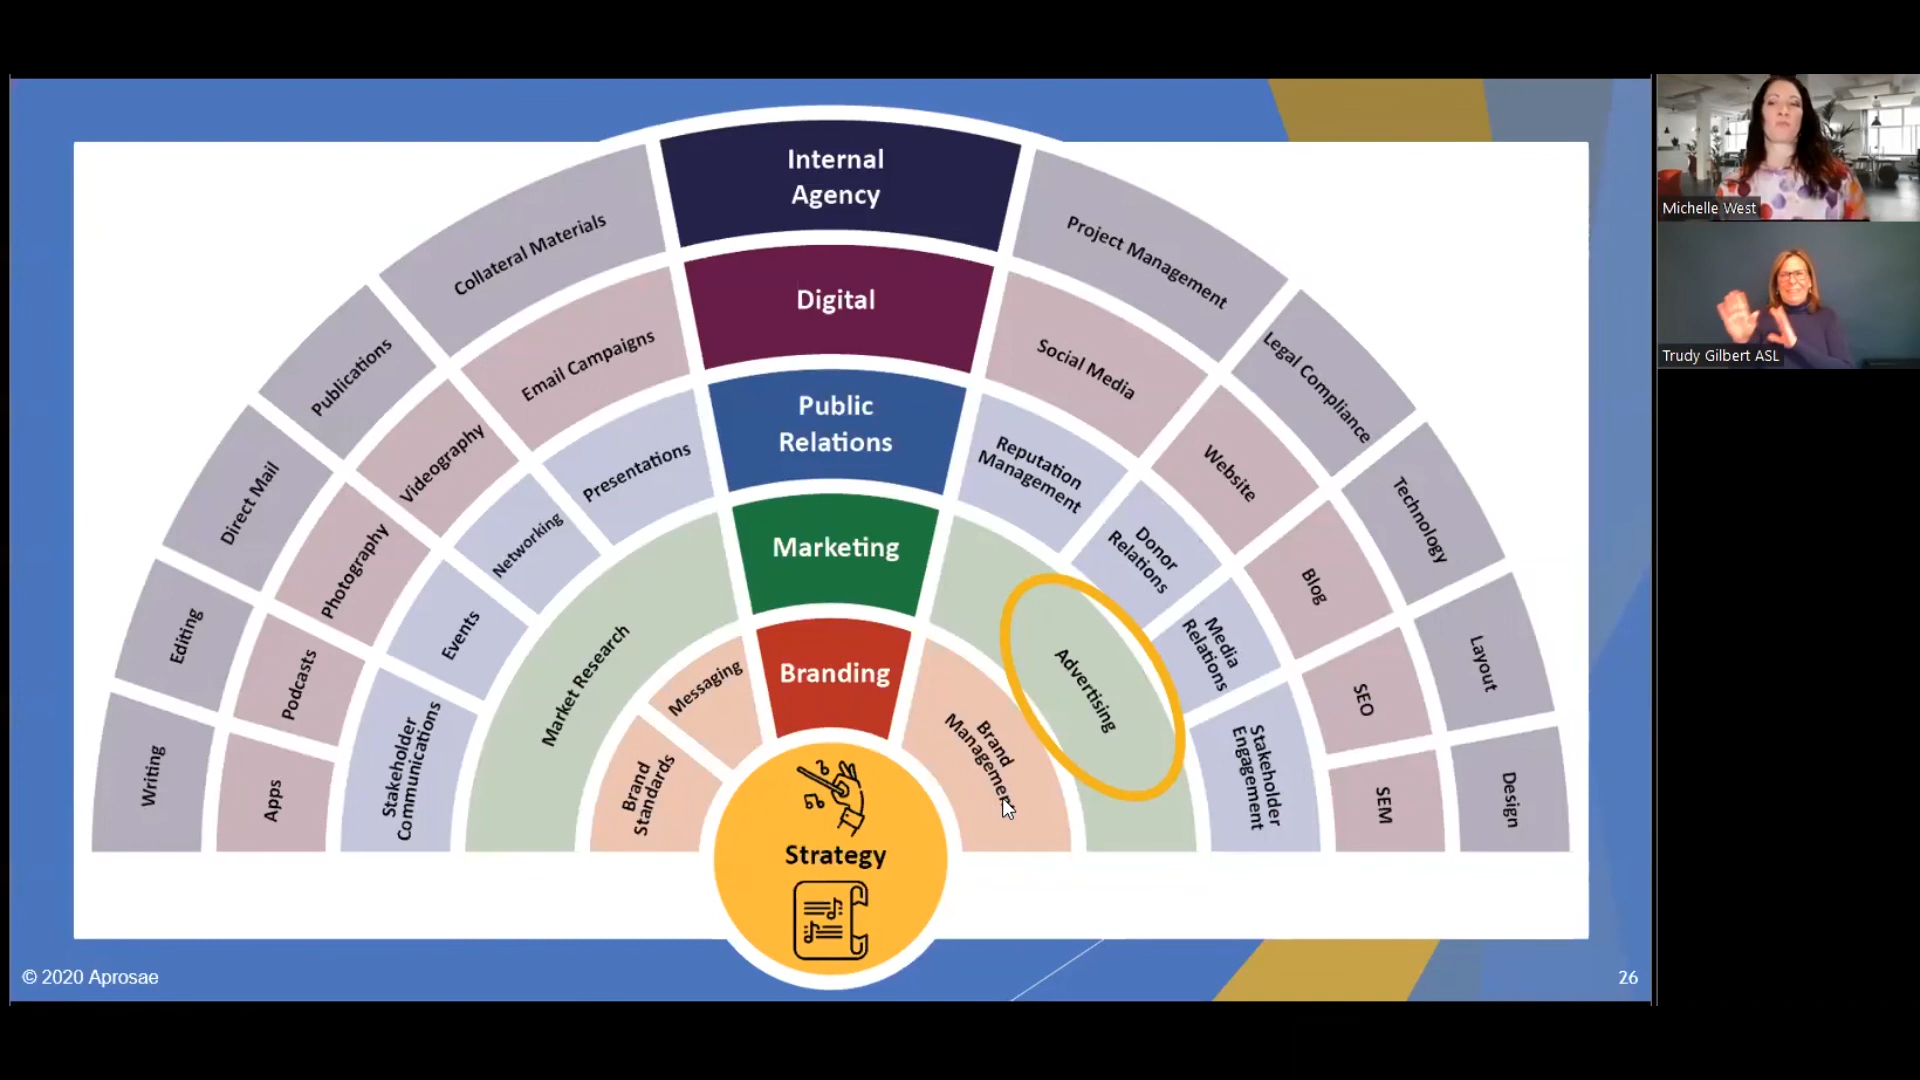 Internal
Agency
Collateral Materials
Publications
Direct Mail
Editing
Writing
Project Management
Legal Compliance
Technology
Layout
Design
Digital
Email Campaigns
Videography
Photography
Podcasts
Apps
Social Media
Website
Blog
SEO
SEM
Public
Relations
Presentations
Networking
Events
Stakeholder
Communications
Reputation
Management
Donor
Relations
Media
Relations
Stakeholder
Engagement
Marketing
Market Research
Advertising
Branding
Messaging
Brand
Standards
Brand
Management
Strategy
© 2020 Aprosae
26
Michelle West
Trudy Gilbert ASL